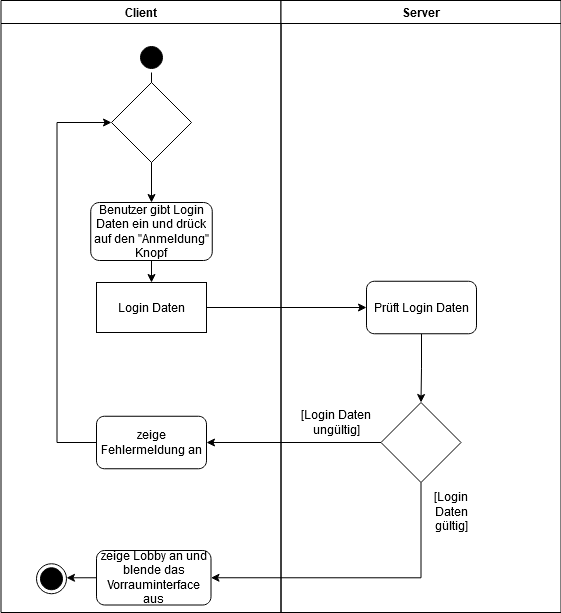 Client
Server
Benutzer gibt Login
Daten ein und drück
auf den "Anmeldung"
Knopf
Login Daten
Prüft Login Daten
[Login Daten
ungültig]
zeige
Fehlermeldung an
[Login
Daten
gültig]
zeige Lobby an und
blende das
Vorrauminterface
aus